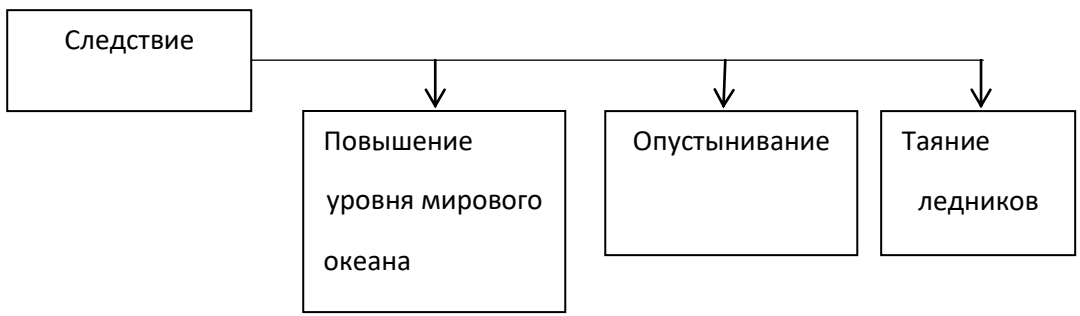 Следствие
Повышение
уровня мирового
океана
Опустынивание
Таяние
ледников